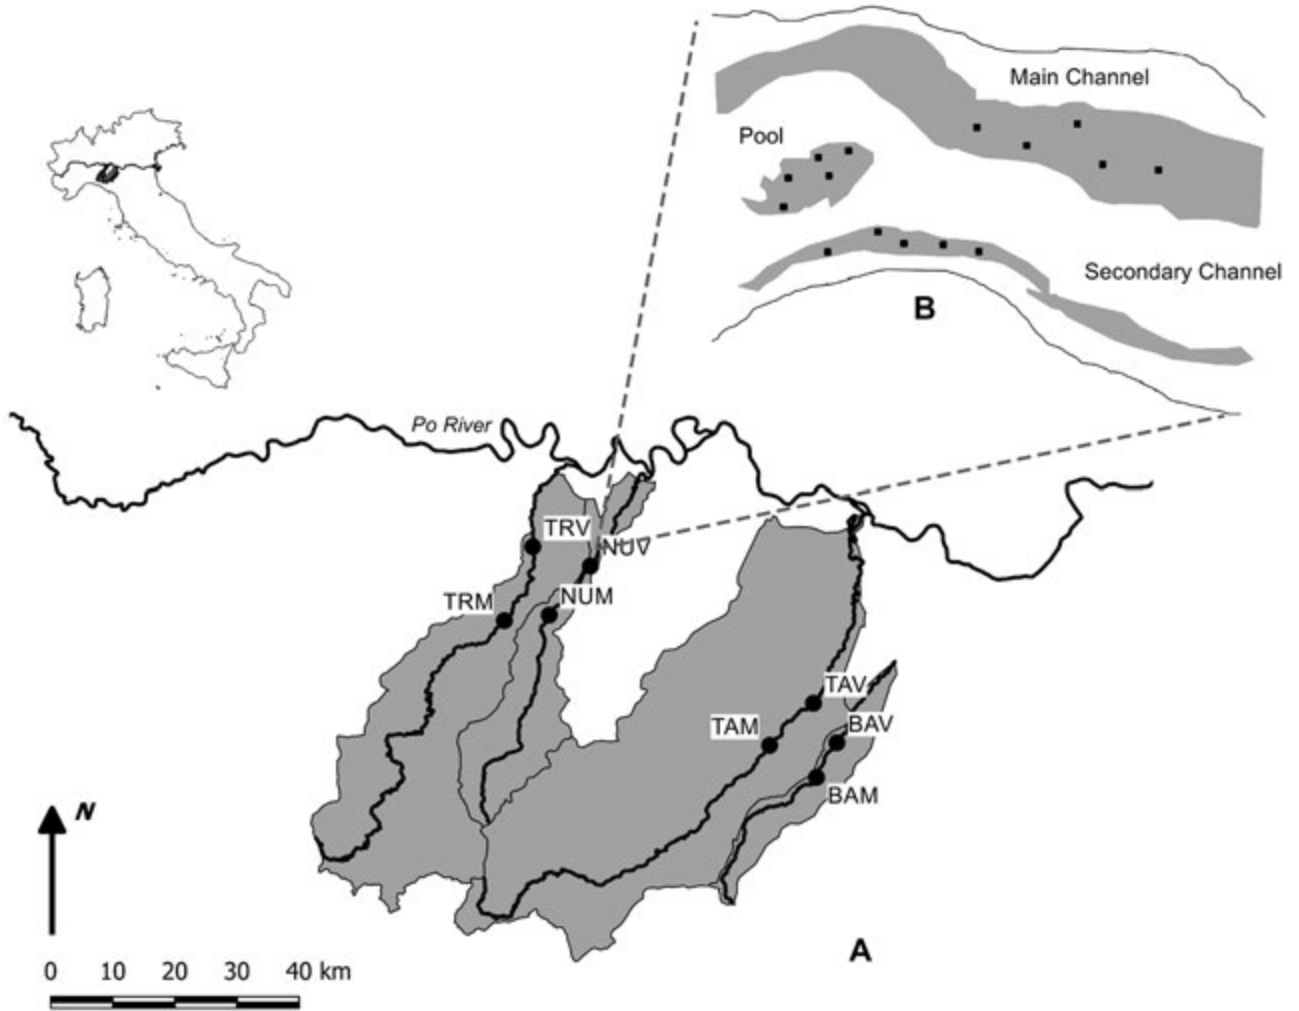 Main Channel
Pool
Secondary Channel
B
Po River
TRV
NUV
TRM
NUM
TAV
TAM
BAV
BAM
N
A
0 10 20 30 40 km